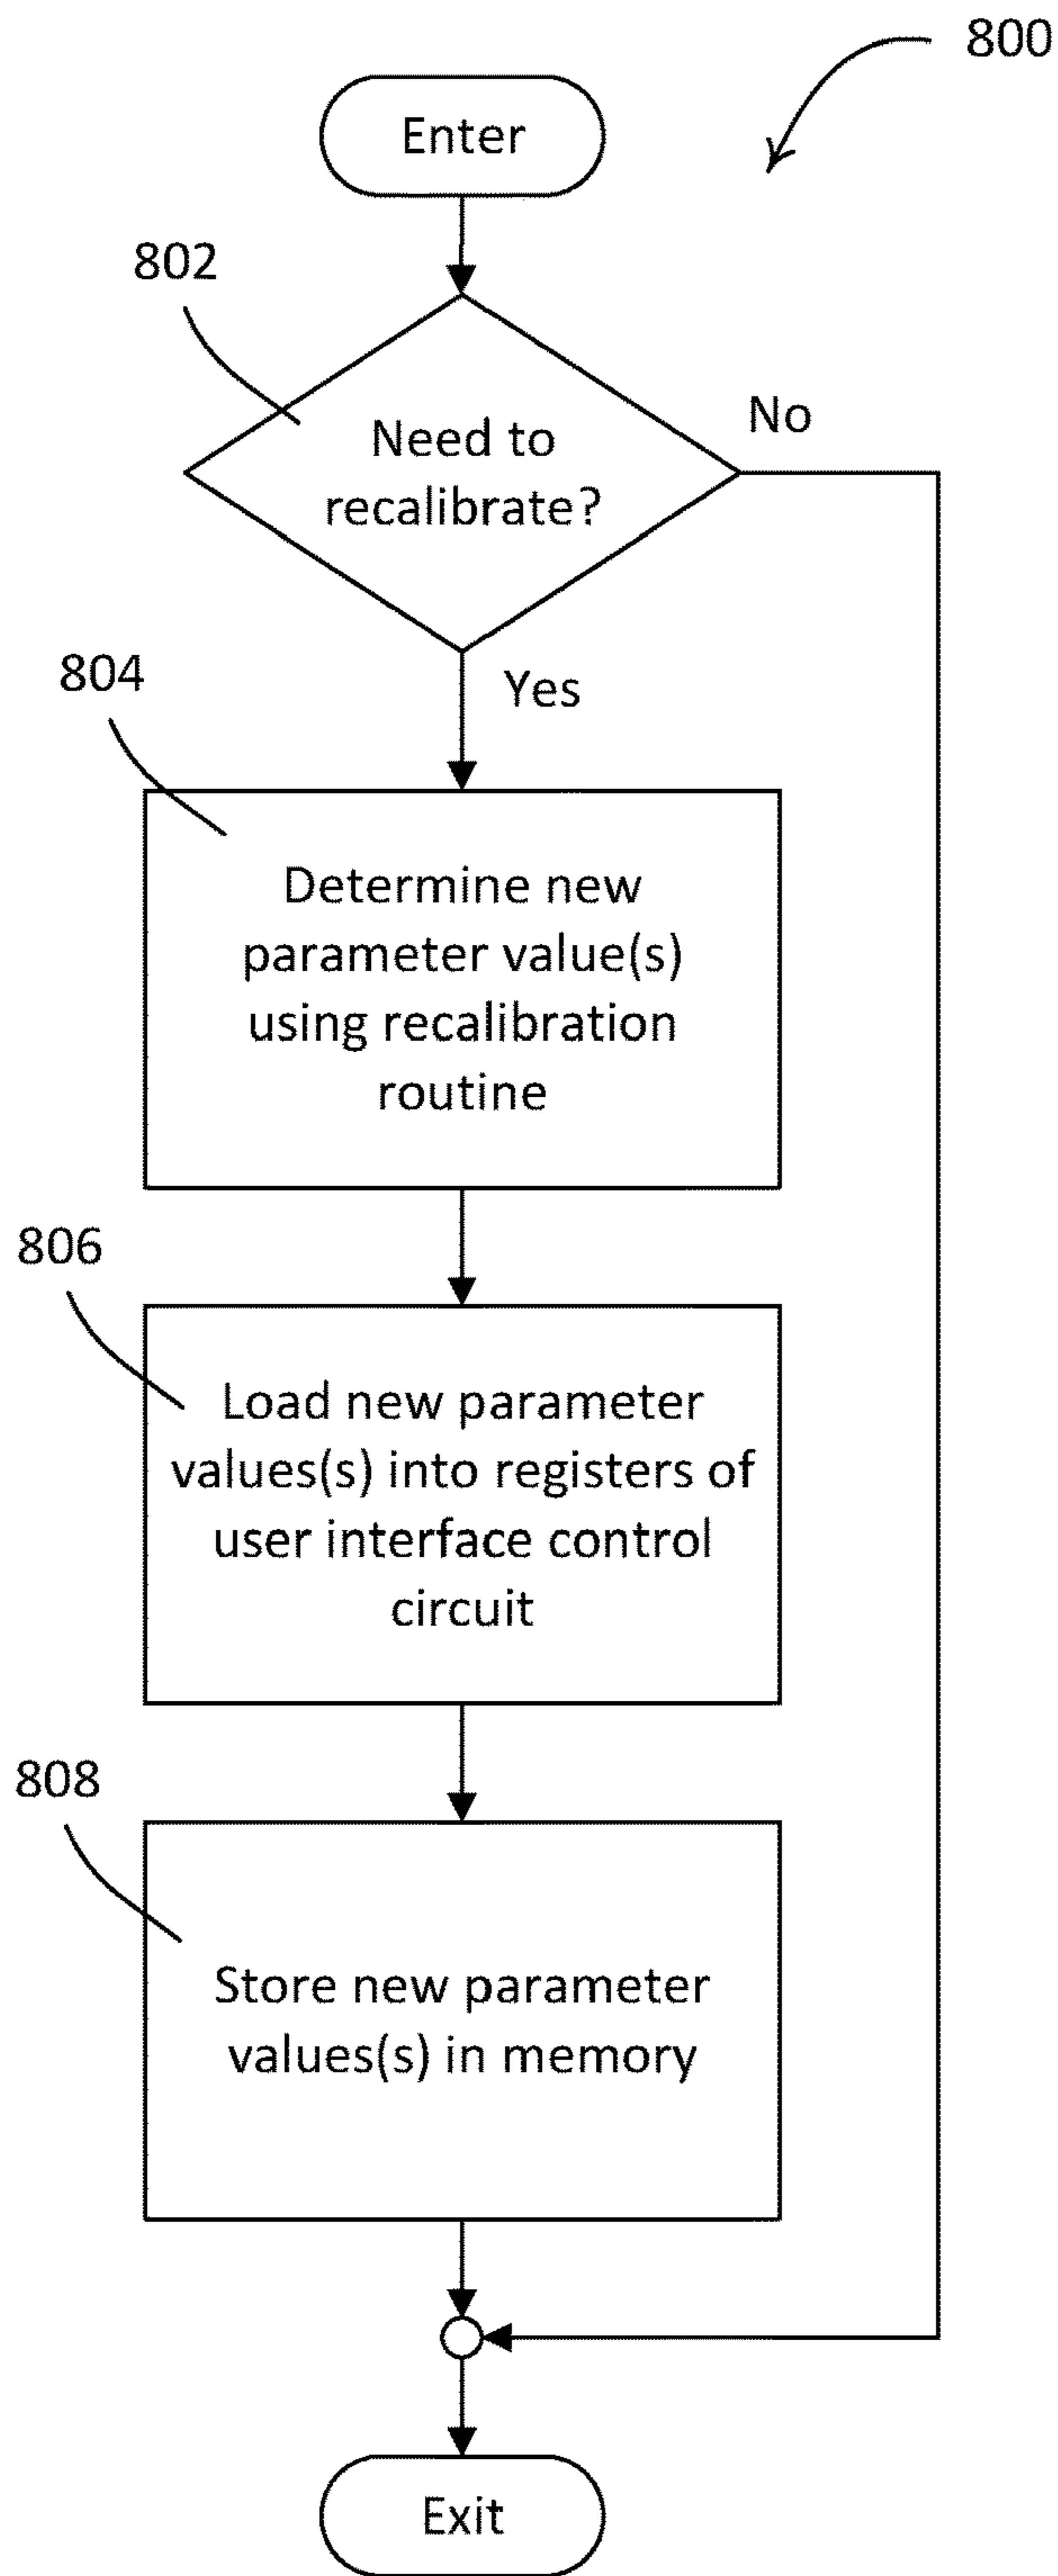 800
Enter
802
Need to
recalibrate?
No
804
Yes
Determine new
parameter value(s)
using recalibration
routine
806
Load new parameter
values(s) into registers of
user interface control
circuit
808
Store new parameter
values(s) in memory
Exit